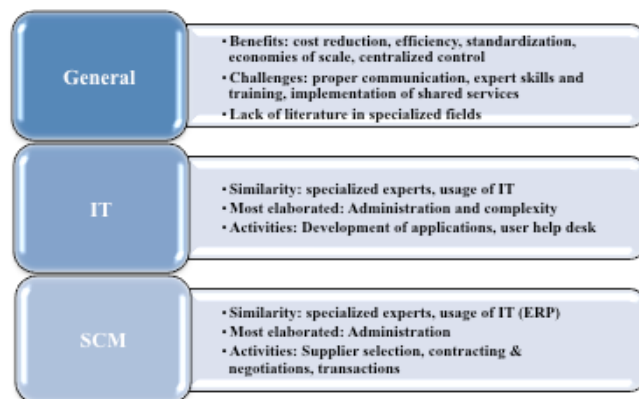 General
• Benefits: cost reduction, efficiency, standardization,
economies of scale, centralized control
• Challenges: proper communication, expert skills and
training, implementation of shared services
• Lack of literature in specialized fields
IT
• Similarity: specialized experts, usage of IT
• Most elaborated: Administration and complexity
• Activities: Development of applications, user help desk
SCM
• Similarity: specialized experts, usage of IT (ERP)
• Most elaborated: Administration
• Activities: Supplier selection, contracting &
negotiations, transactions